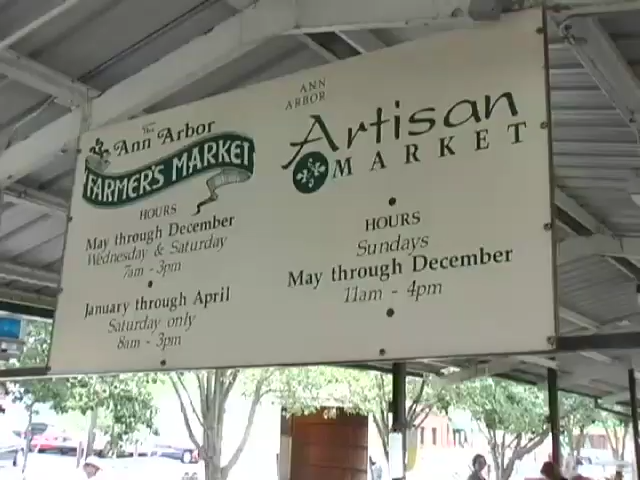 The
Ann Arbor
FARMER'S MARKET
HOURS
May through December
Wednesday & Saturday
7am - 3pm
January through April
Saturday only
8am - 3pm
ANN
ARBOR
Artisan
MARKET
HOURS
Sundays
May through December
11am - 4pm